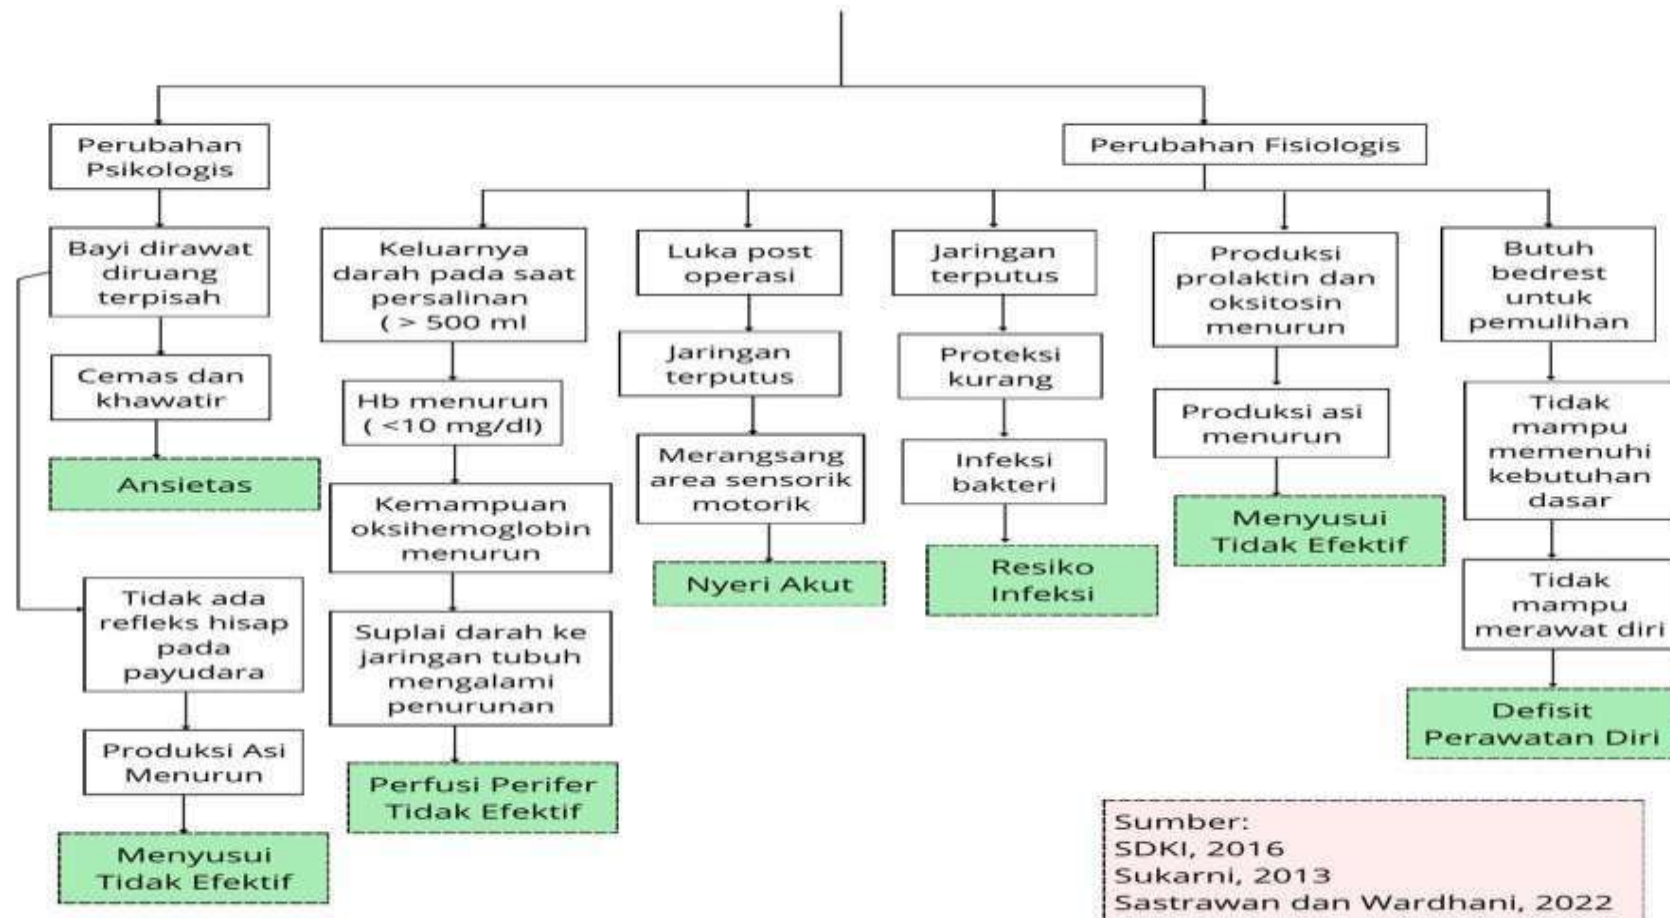 Perubahan
Psikologis
Perubahan Fisiologis
Bayi dirawat
diruang
terpisah
Cemas dan
khawatir
Ansietas
Tidak ada
refleks hisap
pada
payudara
Produksi Asi
Menurun
Menyusui
Tidak Efektif
Keluarnya
darah pada saat
persalinan
( > 500 ml
Hb menurun
( <10 mg/dl)
Kemampuan
oksihemoglobin
menurun
Suplai darah ke
jaringan tubuh
mengalami
penurunan
Perfusi Perifer
Tidak Efektif
Luka post
operasi
Jaringan
terputus
Merangsang
area sensorik
motorik
Nyeri Akut
Jaringan
terputus
Proteksi
kurang
Infeksi
bakteri
Resiko
Infeksi
Produksi
prolaktin dan
oksitosin
menurun
Produksi asi
menurun
Menyusui
Tidak Efektif
Butuh
bedrest
untuk
pemulihan
Tidak
mampu
memenuhi
kebutuhan
dasar
Tidak
mampu
merawat diri
Defisit
Perawatan Diri
Sumber:
SDKI, 2016
Sukarni, 2013
Sastrawan dan Wardhani, 2022